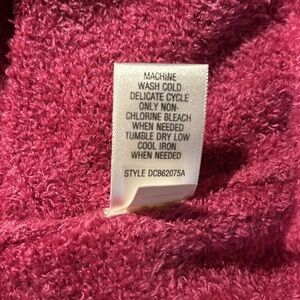 MACHINE
WASH COLD
DELICATE CYCLE
ONLY NON-
CHLORINE BLEACH
WHEN NEEDED
TUMBLE DRY LOW
COOL IRON
WHEN NEEDED
STYLE DCB62075A